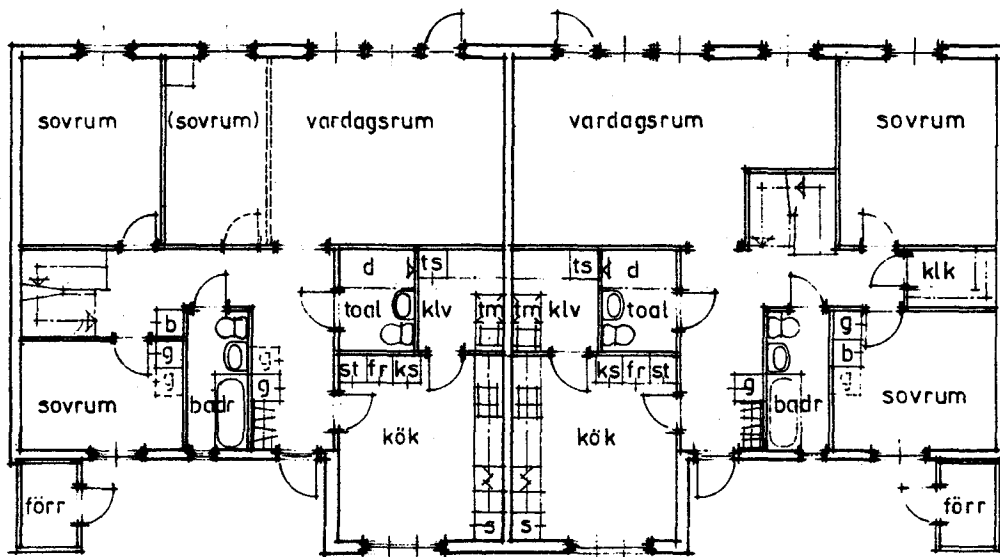 sovrum
(sovrum)
vardagsrum
vardagsrum
sovrum
d
ts
ts
d
klk
toal
klv
tm
tm
klv
toal
b
g
g
g
g
st
fr
ks
ks
fr
st
g
g
b
g
sovrum
badr
kök
kök
badr
sovrum
förr
s
s
förr